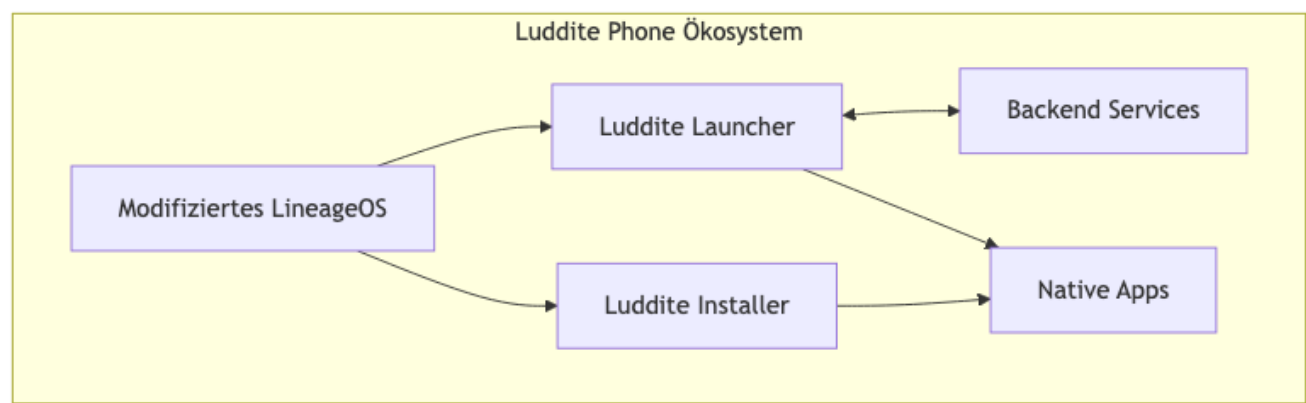 Luddite Phone Ökosystem
Luddite Launcher
Backend Services
Modifiziertes LineageOS
Luddite Installer
Native Apps